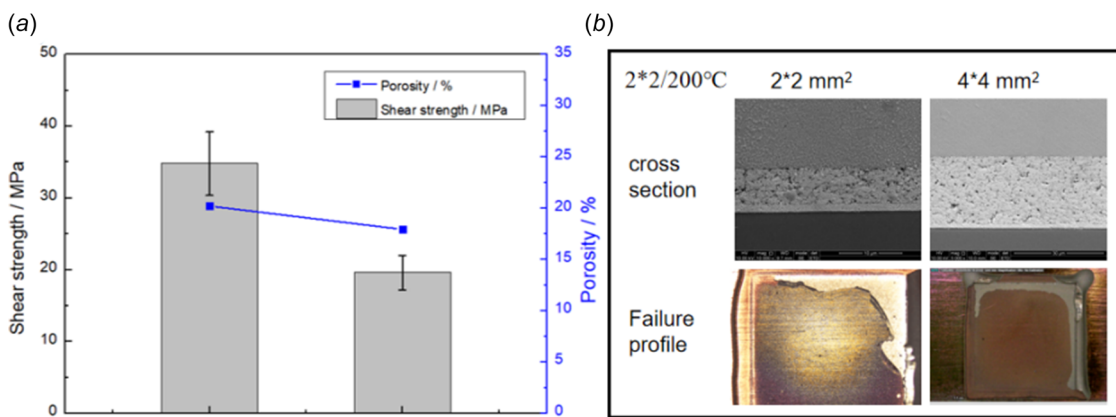 (a)
50
40
30
20
10
0
Shear strength / MPa
Porosity / %
Shear strength / MPa
35
30
25
20
15
10
5
0
Porosity / %
(b)
2*2/200℃ 2*2 mm² 4*4 mm²
cross
section
Failure
profile